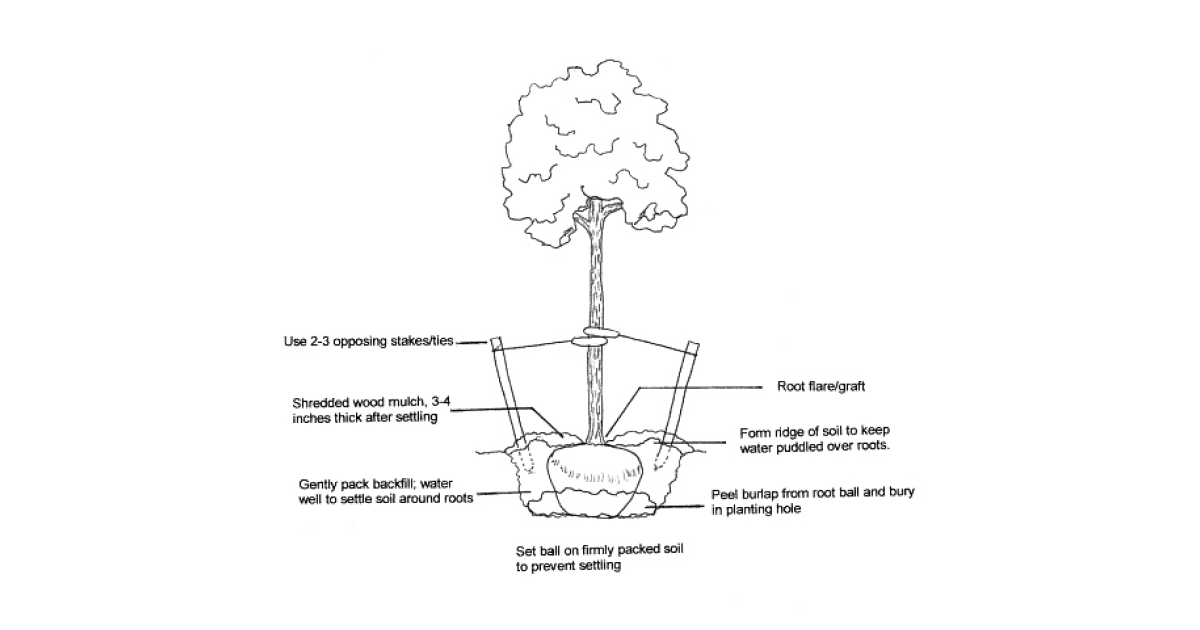 Use 2-3 opposing stakes/ties
Root flare/graft
Shredded wood mulch, 3-4
inches thick after settling
Form ridge of soil to keep
water puddled over roots.
Gently pack backfill; water
well to settle soil around roots
Peel burlap from root ball and bury
in planting hole
Set ball on firmly packed soil
to prevent settling